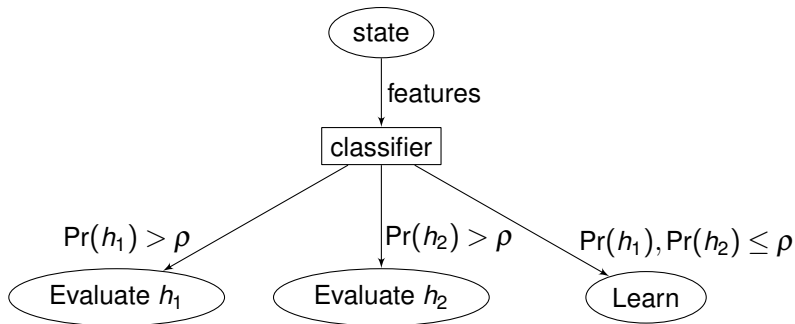 state
features
classifier
Pr(h₁) > ρ
Pr(h₂) > ρ
Pr(h₁), Pr(h₂) ≤ ρ
Evaluate h₁
Evaluate h₂
Learn